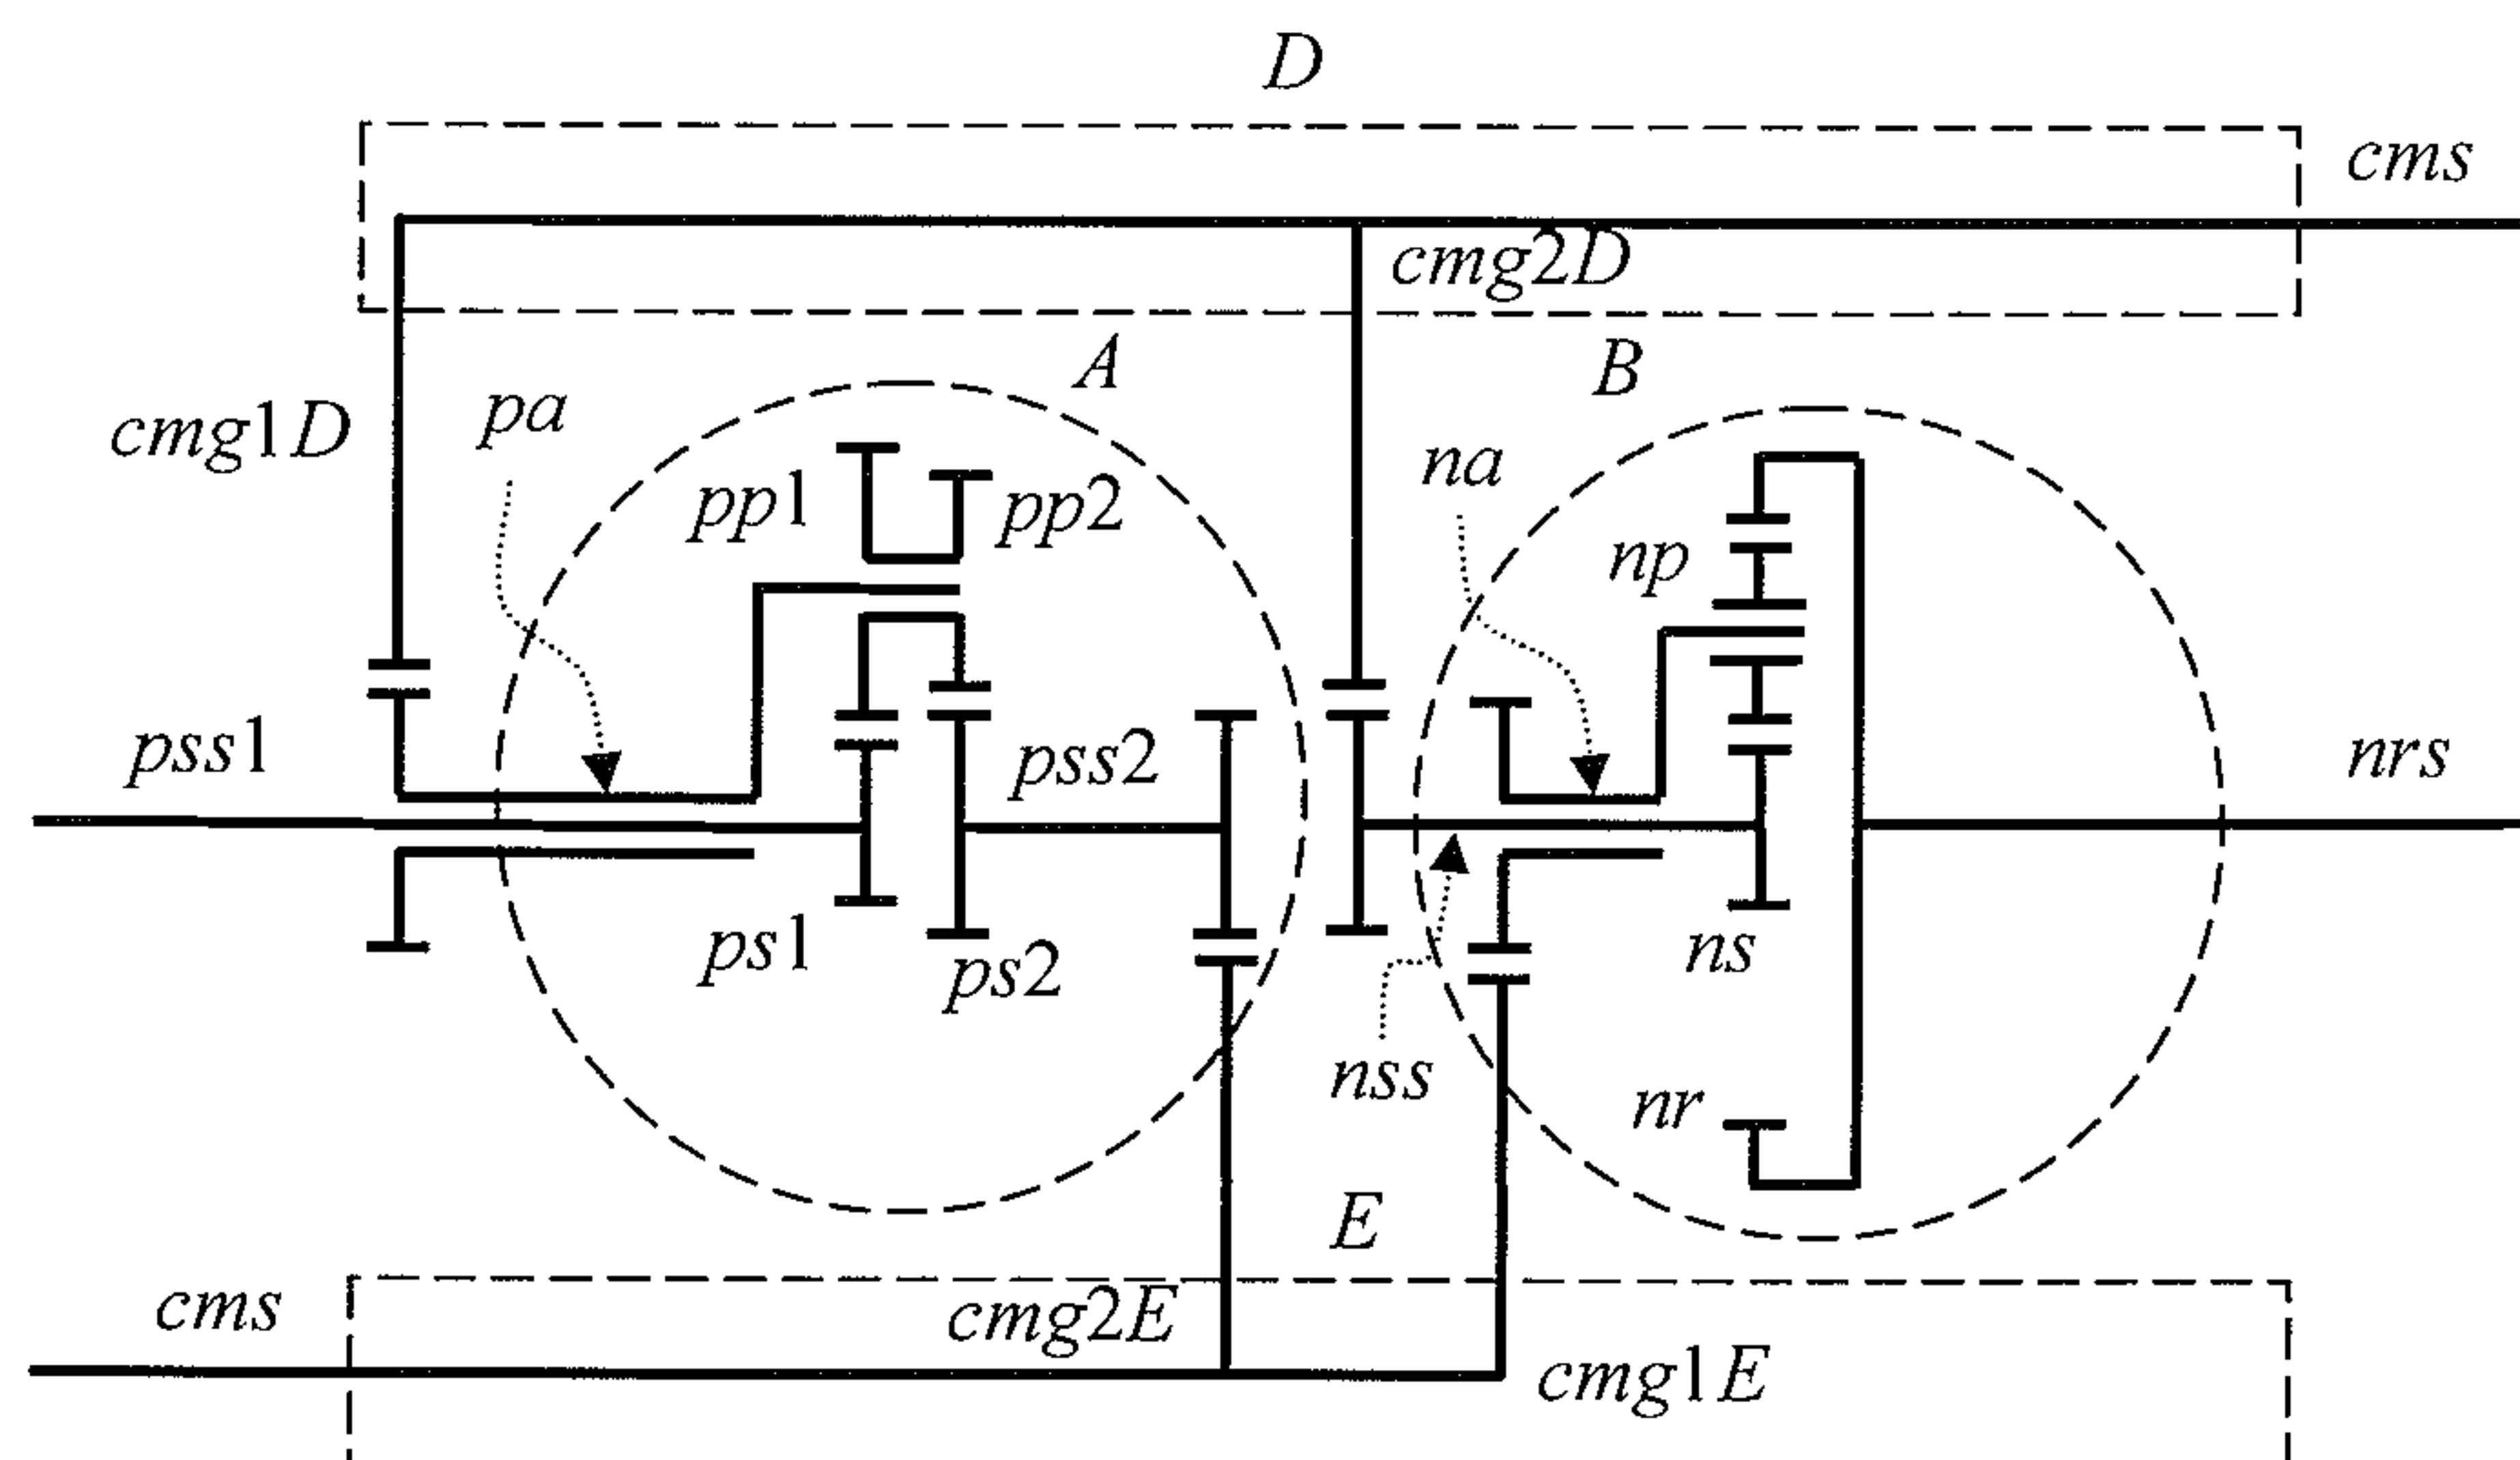 D
cms
cmg2D
A
B
cmg1D
pa
na
pp1
pp2
np
pss1
pss2
nrs
ps1
ps2
ns
nss
nr
E
cms
cmg2E
cmg1E